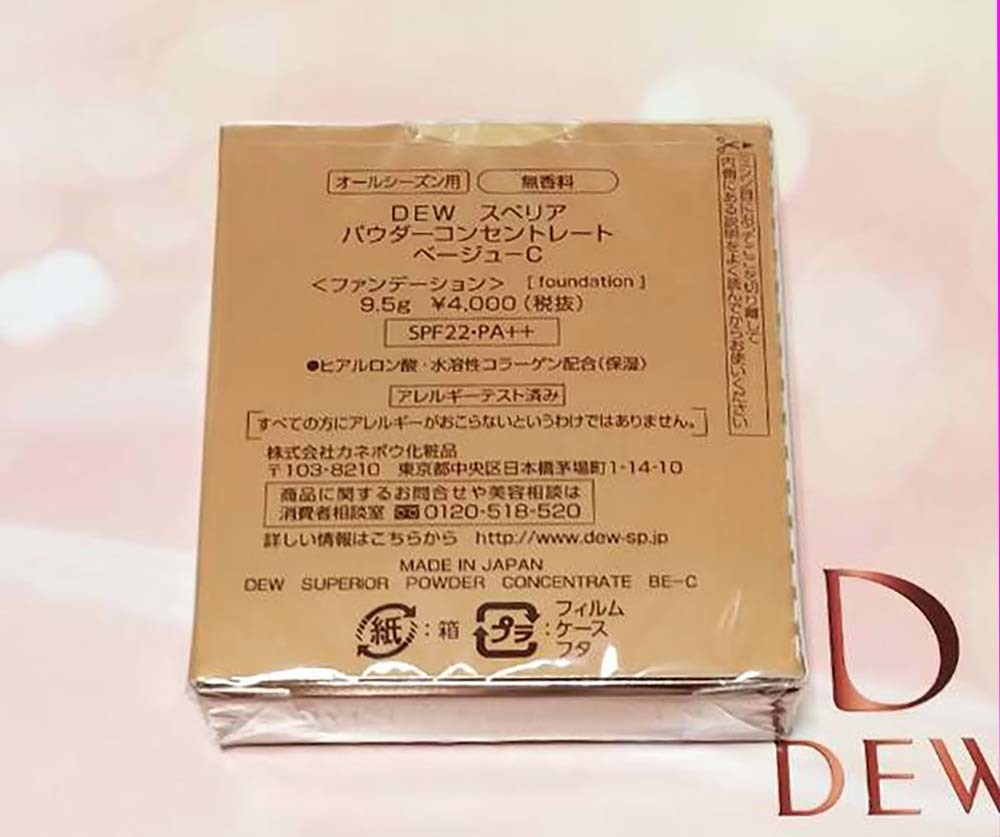 オールシーズン用 無香料
DEW スペリア
パウダーコンセントレート
ベージュ-C
<ファンデーション> [foundation]
9.5g ¥4,000(税抜)
SPF22・PA++
●ヒアルロン酸・水溶性コラーゲン配合(保湿)
アレルギーテスト済み
[すべての方にアレルギーがおこらないというわけではありません。]
株式会社カネボウ化粧品
〒103-8210 東京都中央区日本橋茅場町1-14-10
商品に関するお問合せや美容相談は
消費者相談室 0120-518-520
詳しい情報はこちらから http://www.dew-sp.jp
MADE IN JAPAN
DEW SUPERIOR POWDER CONCENTRATE BE-C
紙:箱 プラ:フィルム
ケース
フタ
切り離して
内側にある説明をよく読んでからお使いください
D
DEW